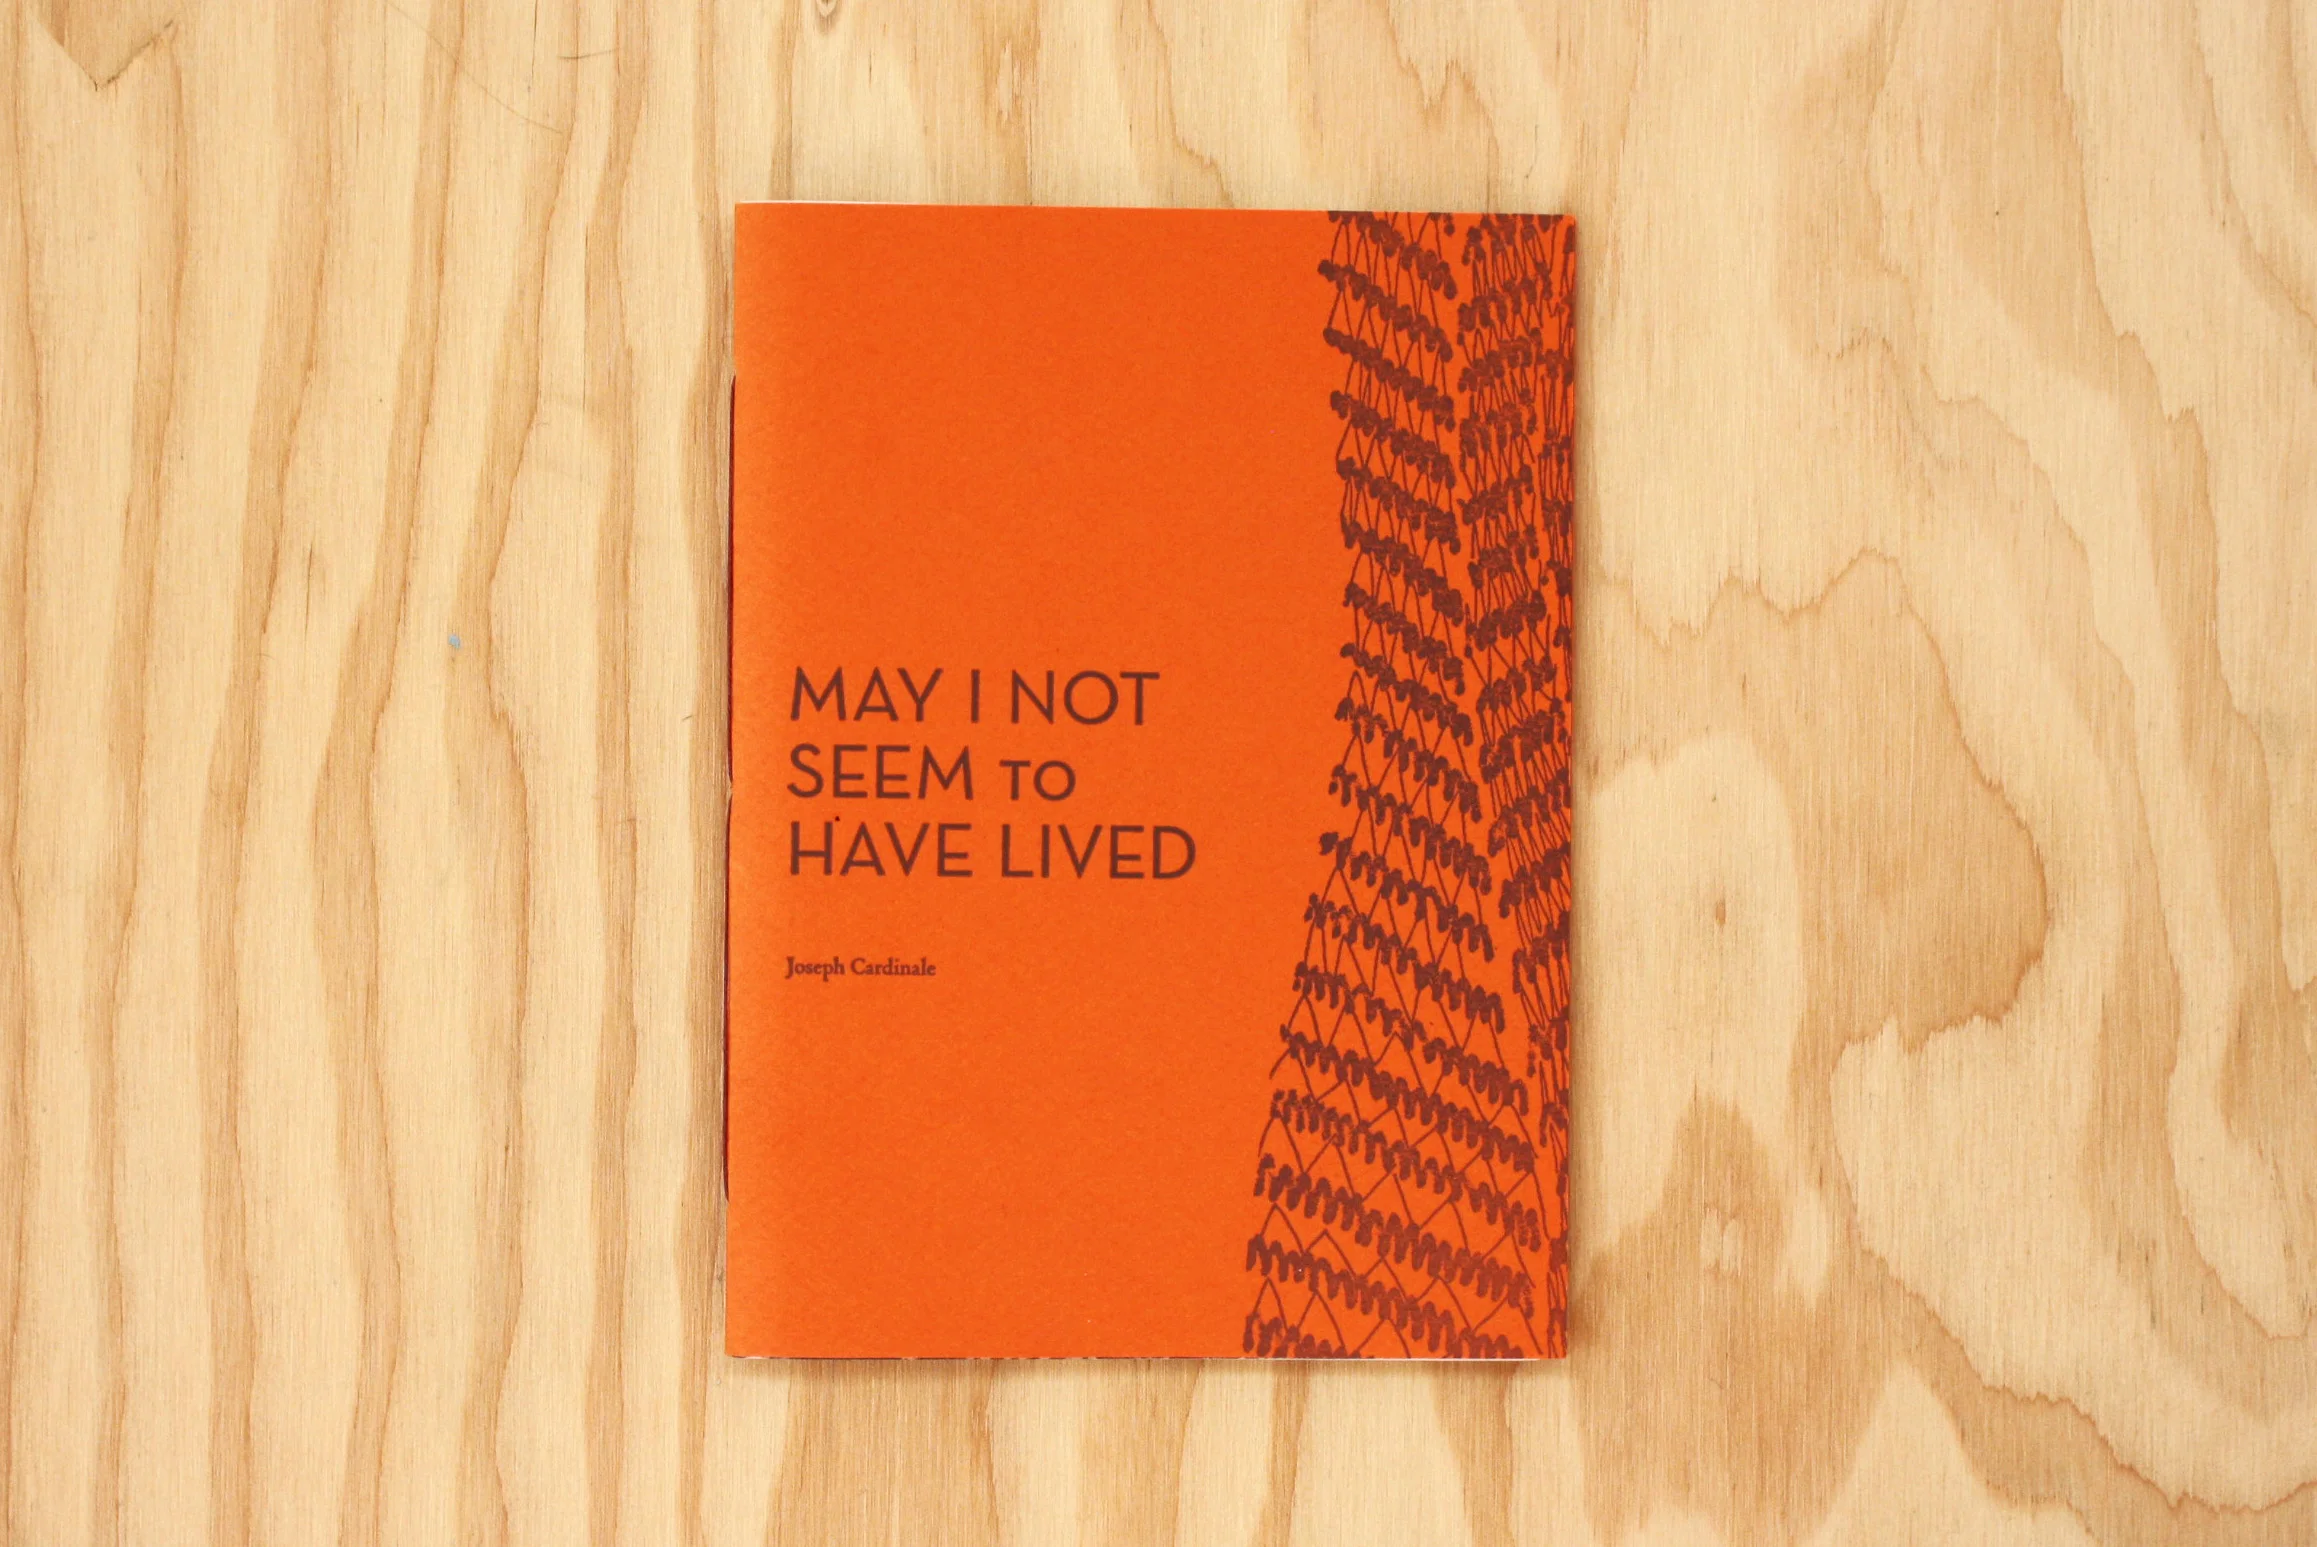 MAY I NOT
SEEM TO
HAVE LIVED
Joseph Cardinale